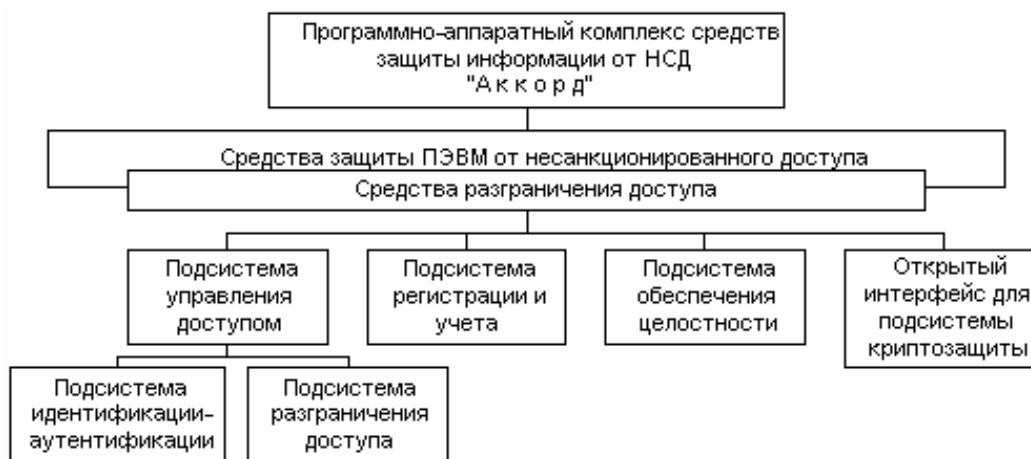 Программно-аппаратный комплекс средств
защиты информации от НСД
"А к к о р д"
Средства защиты ПЭВМ от несанкционированного доступа
Средства разграничения доступа
Подсистема
управления
доступом
Подсистема
регистрации и
учета
Подсистема
обеспечения
целостности
Открытый
интерфейс для
подсистемы
криптозащиты
Подсистема
идентификации-
аутентификации
Подсистема
разграничения
доступа